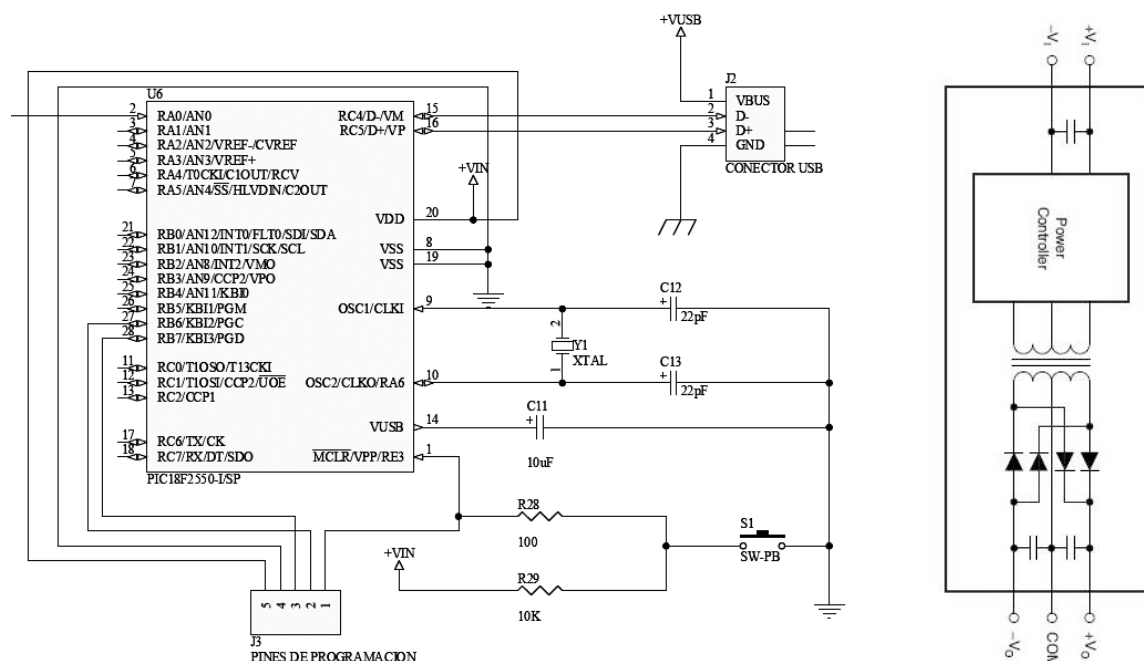 +VUSB
J2
1 VBUS
2 D-
3 D+
4 GND
CONECTOR USB
U6
2 RA0/AN0
3 RA1/AN1
4 RA2/AN2/VREF-/CVREF
5 RA3/AN3/VREF+
6 RA4/T0CKI/C1OUT/RCV
7 RA5/AN4/SS/HLVDIN/C2OUT
21 RB0/AN12/INT0/FLT0/SDI/SDA
22 RB1/AN10/INT1/SCK/SCL
23 RB2/AN8/INT2/VMO
24 RB3/AN9/CCP2/VPO
25 RB4/AN11/KBI0
26 RB5/KBI1/PGM
27 RB6/KBI2/PGC
28 RB7/KBI3/PGD
11 RC0/T1OSO/T13CKI
12 RC1/T1OSI/CCP2/UOE
13 RC2/CCP1
17 RC6/TX/CK
18 RC7/RX/DT/SDO
RC4/D-/VM 15
RC5/D+/VP 16
+VIN
VDD 20
VSS 8
VSS 19
OSC1/CLKI 9
OSC2/CLKO/RA6 10
VUSB 14
MCLR/VPP/RE3 1
PIC18F2550-I/SP
C12
+
22pF
2
Y1
XTAL
1
C13
+
22pF
C11
+
10uF
R28
100
S1
SW-PB
+VIN
R29
10K
5 4 3 2 1
J3
PINES DE PROGRAMACION
-VI
+VI
Power
Controller
-VO
COM
+VO